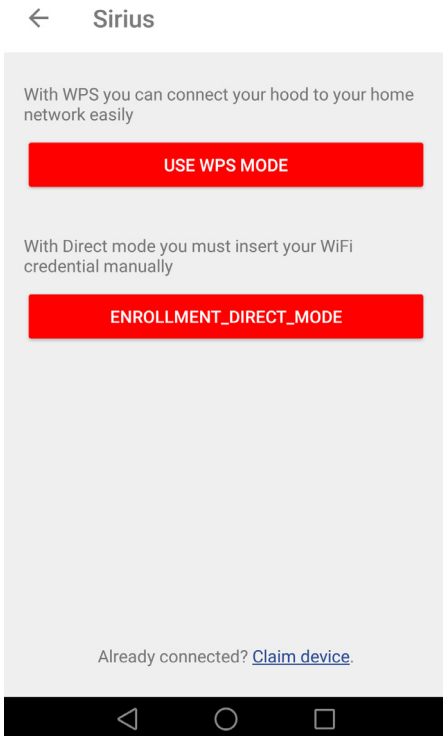 Sirius
With WPS you can connect your hood to your home
network easily
USE WPS MODE
With Direct mode you must insert your WiFi
credential manually
ENROLLMENT_DIRECT_MODE
Already connected? Claim device.